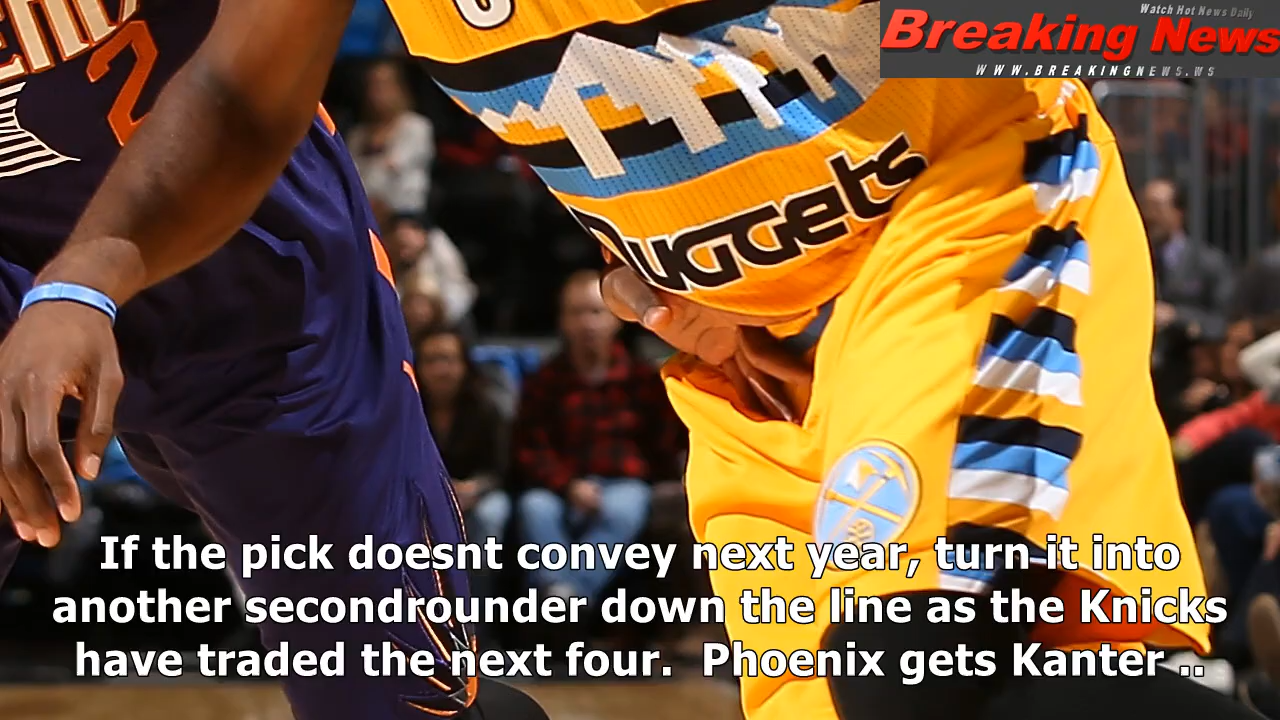 Watch Hot News Daily
Breaking News
WWW.BREAKINGNEWS.WS
2
Nuggets
If the pick doesnt convey next year, turn it into
another secondrounder down the line as the Knicks
have traded the next four.  Phoenix gets Kanter ..